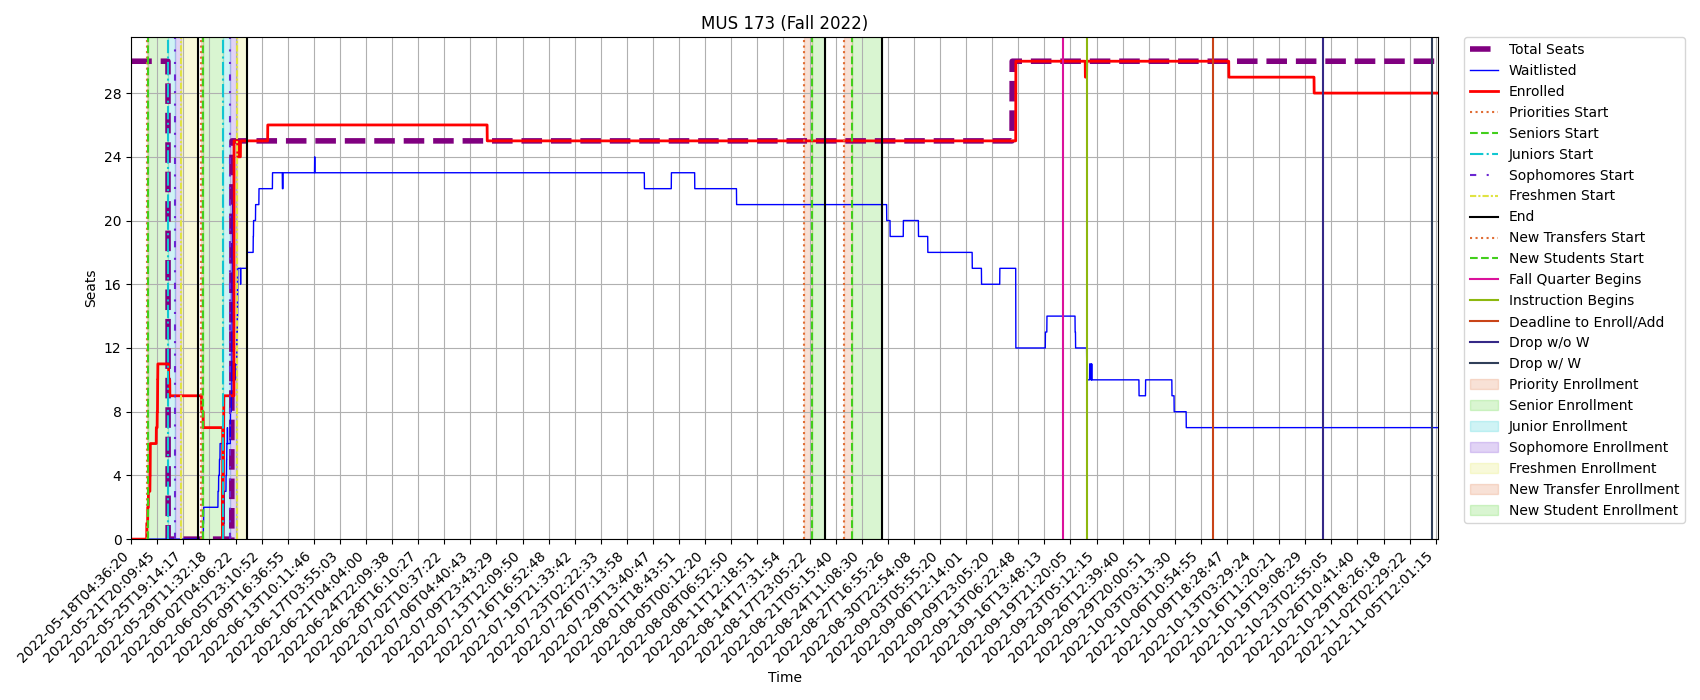 MUS 173 (Fall 2022)
Seats
28
24
20
16
12
8
4
0
2022-05-18T04:36:20
2022-05-21T20:09:45
2022-05-25T19:14:17
2022-05-29T11:32:18
2022-06-02T04:06:22
2022-06-05T23:10:52
2022-06-09T16:36:55
2022-06-13T10:11:46
2022-06-17T03:55:03
2022-06-21T04:04:00
2022-06-24T22:09:38
2022-06-28T16:10:27
2022-07-02T10:37:22
2022-07-06T04:40:43
2022-07-09T23:43:29
2022-07-13T12:09:50
2022-07-16T16:52:48
2022-07-19T21:33:42
2022-07-23T02:22:33
2022-07-26T07:13:58
2022-07-29T13:40:47
2022-08-01T18:43:51
2022-08-05T00:12:20
2022-08-08T06:52:50
2022-08-11T12:18:51
2022-08-14T17:31:54
2022-08-17T23:05:22
2022-08-21T05:15:40
2022-08-24T11:08:30
2022-08-27T16:55:26
2022-08-30T22:54:08
2022-09-03T03:55:20
2022-09-06T12:14:01
2022-09-09T23:05:20
2022-09-13T06:22:48
2022-09-16T13:48:13
2022-09-19T21:20:05
2022-09-23T05:12:15
2022-09-26T12:39:40
2022-09-29T20:00:51
2022-10-03T03:13:30
2022-10-06T10:54:55
2022-10-09T18:28:47
2022-10-13T03:29:24
2022-10-16T11:20:21
2022-10-19T19:08:29
2022-10-23T02:55:05
2022-10-26T10:41:40
2022-10-29T18:26:18
2022-11-02T02:29:22
2022-11-05T12:01:15
Time
Total Seats
Waitlisted
Enrolled
Priorities Start
Seniors Start
Juniors Start
Sophomores Start
Freshmen Start
End
New Transfers Start
New Students Start
Fall Quarter Begins
Instruction Begins
Deadline to Enroll/Add
Drop w/o W
Drop w/ W
Priority Enrollment
Senior Enrollment
Junior Enrollment
Sophomore Enrollment
Freshmen Enrollment
New Transfer Enrollment
New Student Enrollment